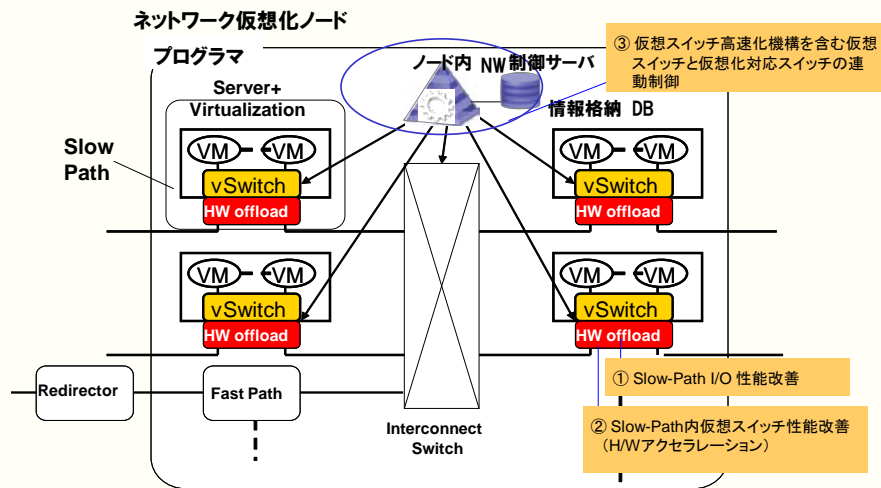 ネットワーク仮想化ノード
プログラマ
ノード内 NW 制御サーバ
③ 仮想スイッチ高速化機構を含む仮想
スイッチと仮想化対応スイッチの連
動制御
Server+
Virtualization
情報格納 DB
Slow
Path
VM
VM
vSwitch
HW offload
VM
VM
vSwitch
HW offload
VM
VM
vSwitch
HW offload
VM
VM
vSwitch
HW offload
Redirector
Fast Path
Interconnect
Switch
① Slow-Path I/O 性能改善
② Slow-Path内仮想スイッチ性能改善
（H/Wアクセラレーション）